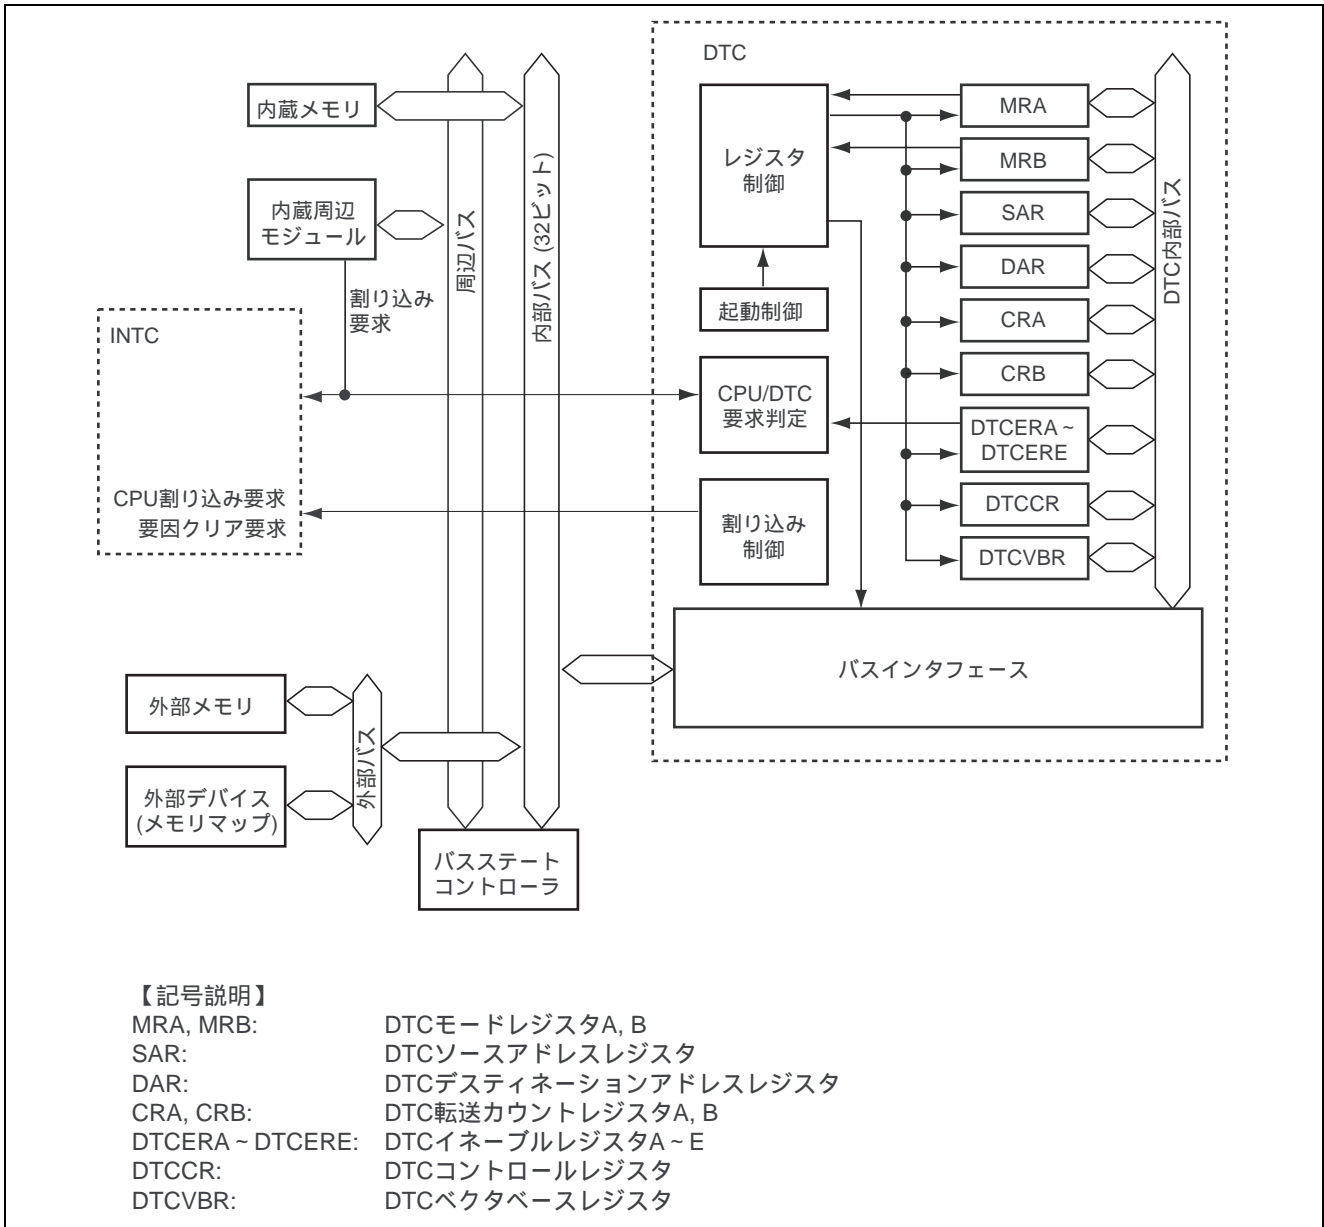 DTC
内蔵メモリ
内蔵周辺
モジュール
割り込み
要求
周辺バス
内部バス (32ビット)
INTC
CPU割り込み要求
要因クリア要求
レジスタ
制御
起動制御
CPU/DTC
要求判定
割り込み
制御
MRA
MRB
SAR
DAR
CRA
CRB
DTCERA ~
DTCERE
DTCCR
DTCVBR
DTC内部バス
バスインタフェース
外部メモリ
外部デバイス
(メモリマップ)
外部バス
バスステート
コントローラ
【記号説明】
MRA, MRB: DTCモードレジスタA, B
SAR: DTCソースアドレスレジスタ
DAR: DTCデスティネーションアドレスレジスタ
CRA, CRB: DTC転送カウントレジスタA, B
DTCERA ~ DTCERE: DTCイネーブルレジスタA ~ E
DTCCR: DTCコントロールレジスタ
DTCVBR: DTCベクタベースレジスタ